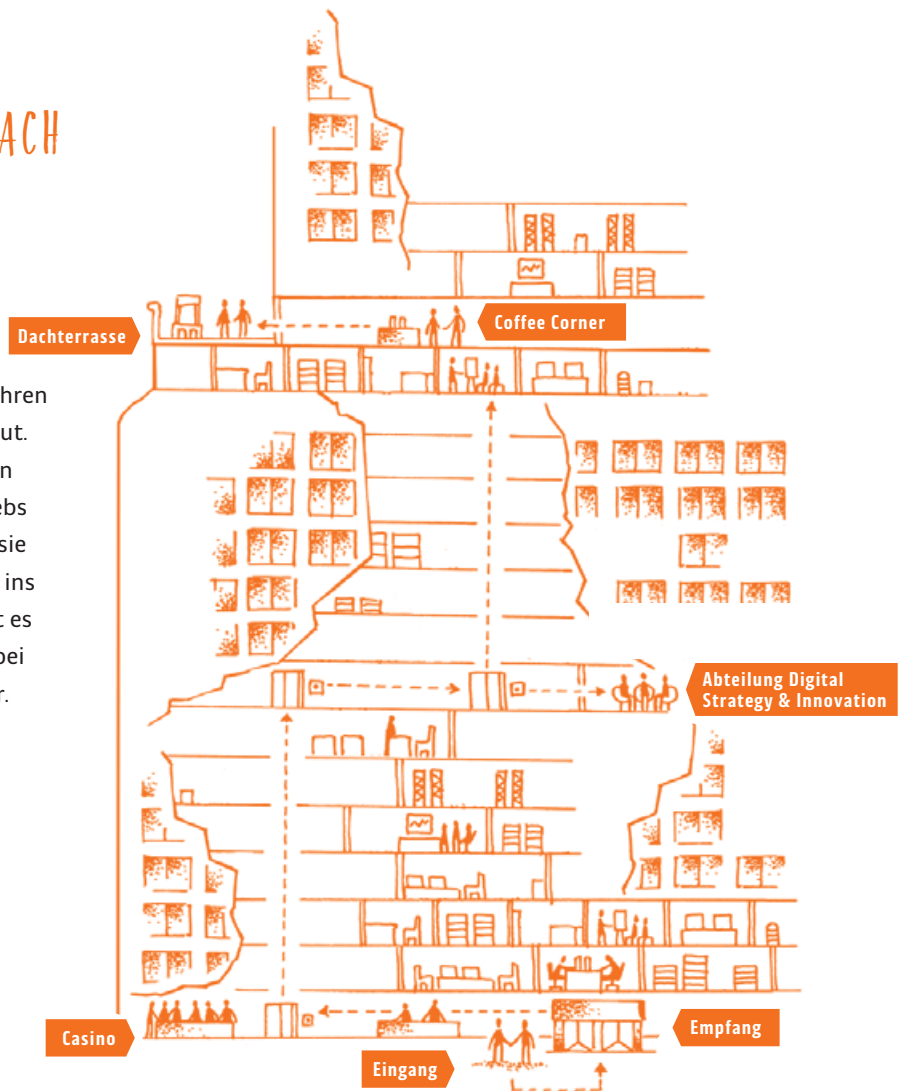 ACH
Dachterrasse
Coffee Corner
hren
ut.
n
ebs
sie
ins
t es
bei
r.
Abteilung Digital
Strategy & Innovation
Casino
Eingang
Empfang